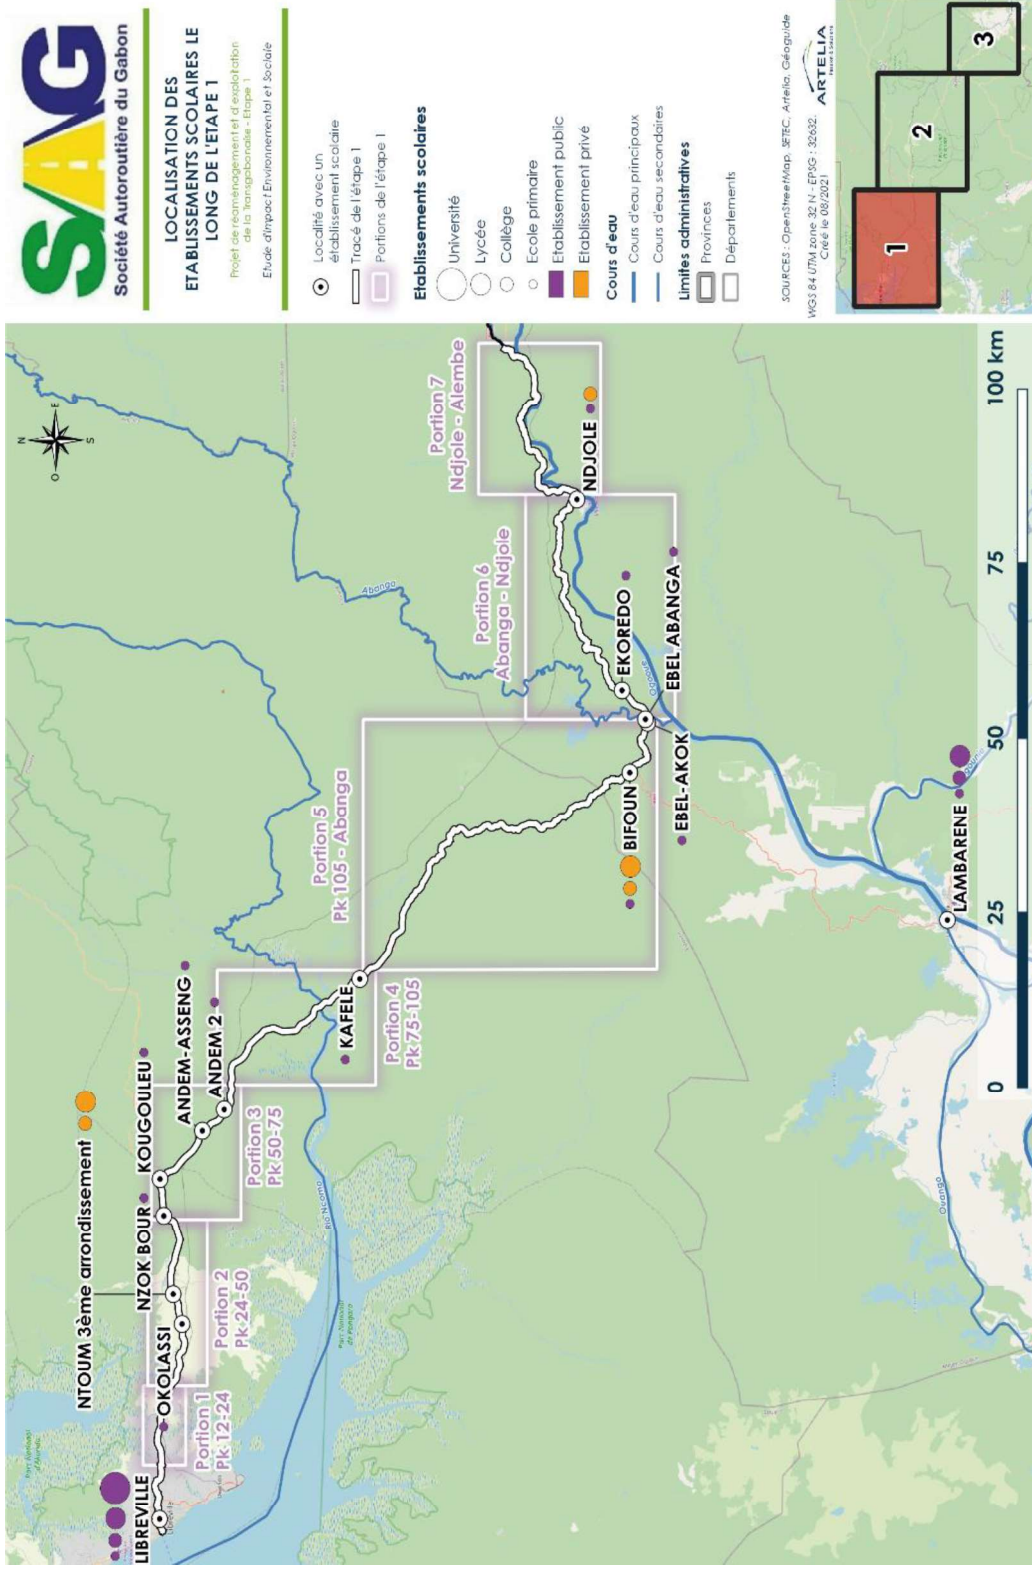 SAG
Société Autoroutière du Gabon
LOCALISATION DES
ETABLISSEMENTS SCOLAIRES LE
LONG DE L'ETAPE 1
Projet de réaménagement et d'exploitation
de la Transgabonaise - Etape 1
Etude d'Impact Environnemental et Sociale
Localité avec un
établissement scolaire
Tracé de l'étape 1
Portions de l'étape 1
Etablissements scolaires
Université
Lycée
Collège
Ecole primaire
Etablissement public
Etablissement privé
Cours d'eau
Cours d'eau principaux
Cours d'eau secondaires
Limites administratives
Provinces
Départements
SOURCES : OpenStreetMap, SETEC, Artelia, Géoguide
WGS 84 UTM zone 32 N - EPSG : 32632.
Créé le 08/2021
ARTELIA
1
2
3
N
O
E
S
LIBREVILLE
Libreville
Portion 1
Pk 12-24
OKOLASSI
NTOUM 3ème arrondissement
Portion 2
Pk-24-50
NZOK BOUR
KOUGOULEU
Portion 3
Pk 50-75
ANDEM-ASSENG
ANDEM 2
KAFELE
Portion 4
Pk 75-105
Portion 5
Pk 105 - Abanga
BIFOUN
EBEL-AKOK
EBEL ABANGA
EKOREDO
Portion 6
Abanga - Ndjole
NDJOLE
Portion 7
Ndjole - Alembe
LAMBARENE
Abanga
Ogooué
Rio Ncomo
Ouango
0
25
50
75
100 km